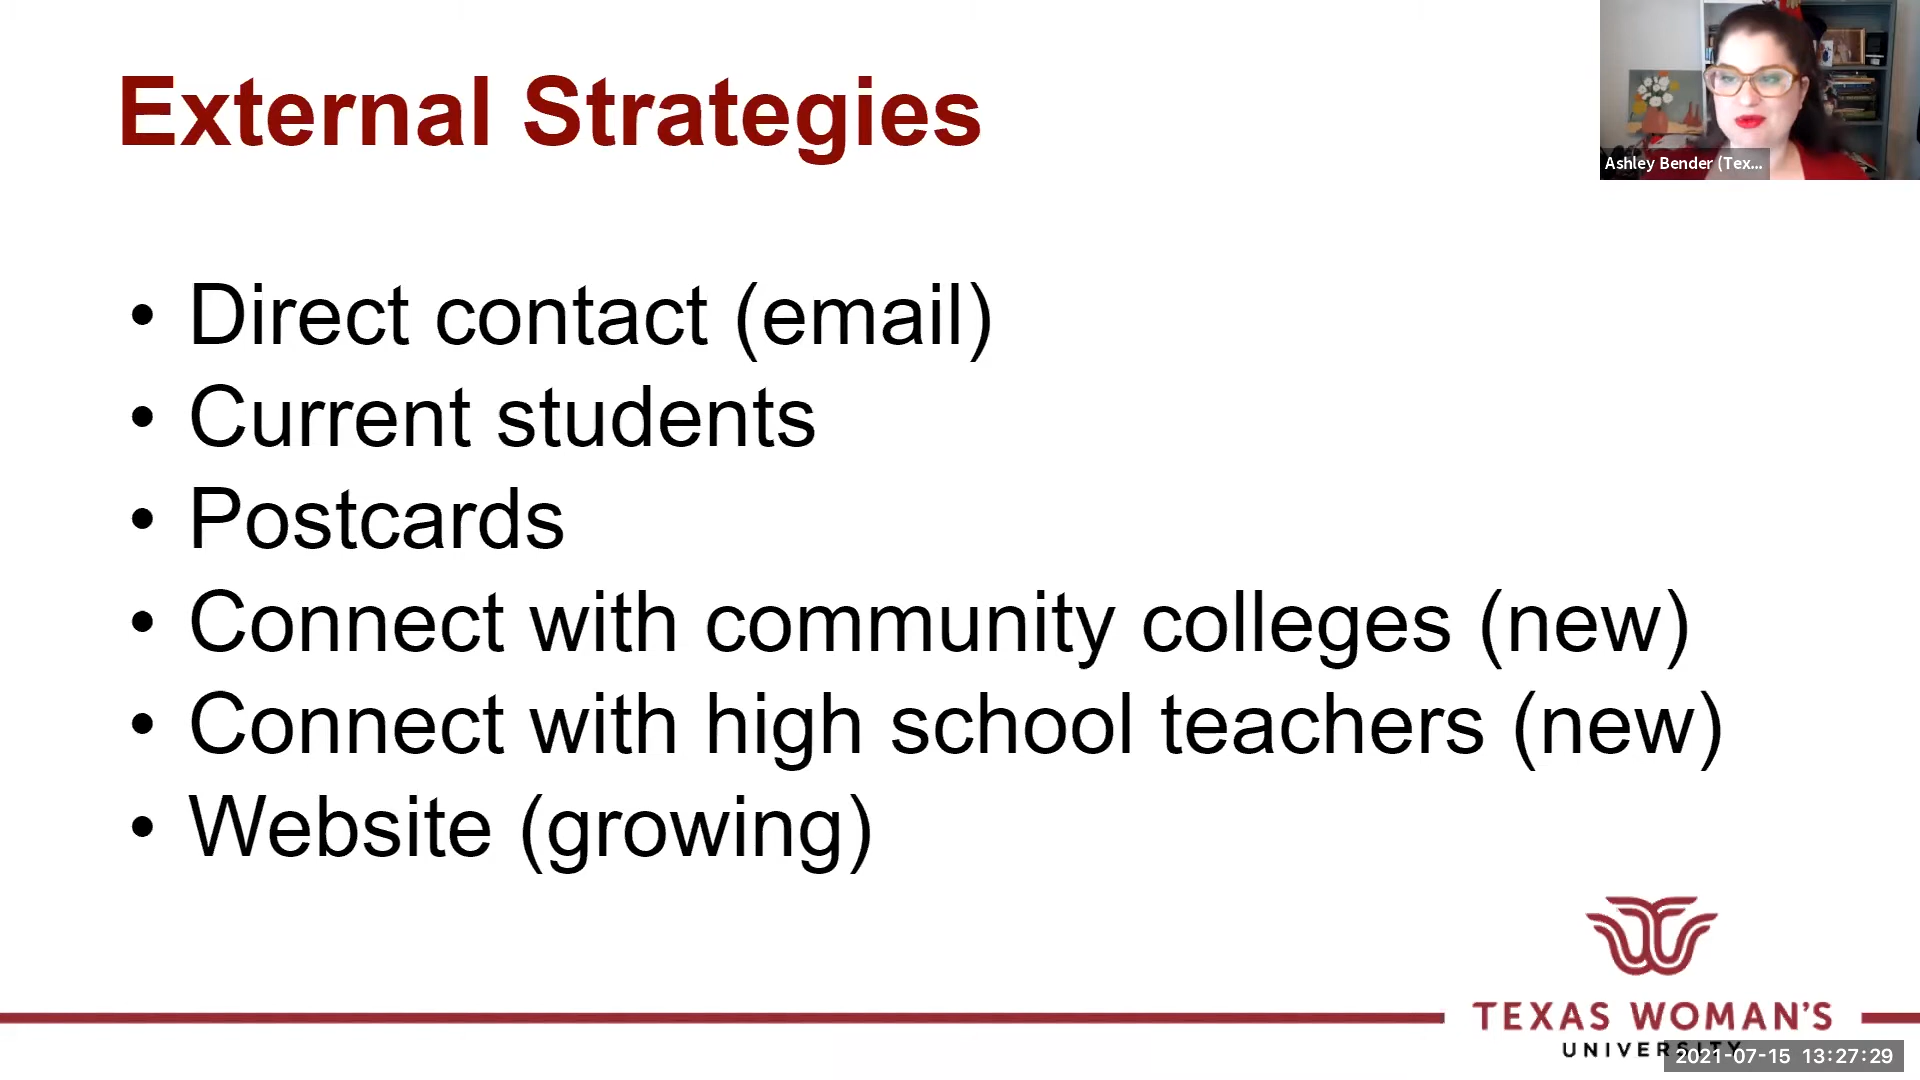 External Strategies
Ashley Bender (Tex...
• Direct contact (email)
• Current students
• Postcards
• Connect with community colleges (new)
• Connect with high school teachers (new)
• Website (growing)
TEXAS WOMAN'S
UNIVERSITY
2021-07-15 13:27:29